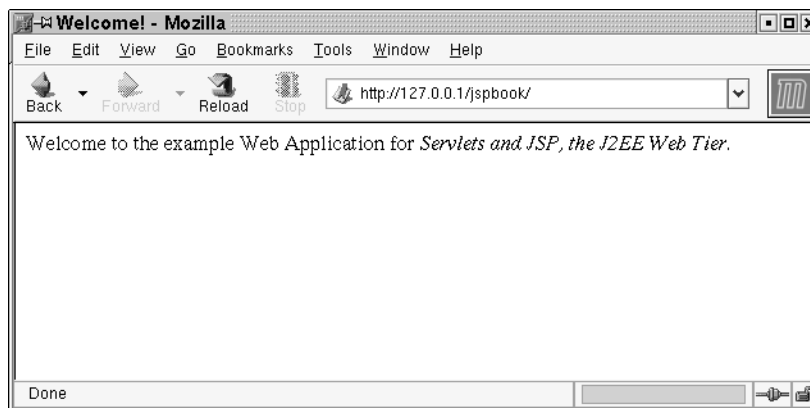 Welcome! - Mozilla
File Edit View Go Bookmarks Tools Window Help
Back Forward Reload Stop http://127.0.0.1/jspbook/
Welcome to the example Web Application for Servlets and JSP, the J2EE Web Tier.
Done